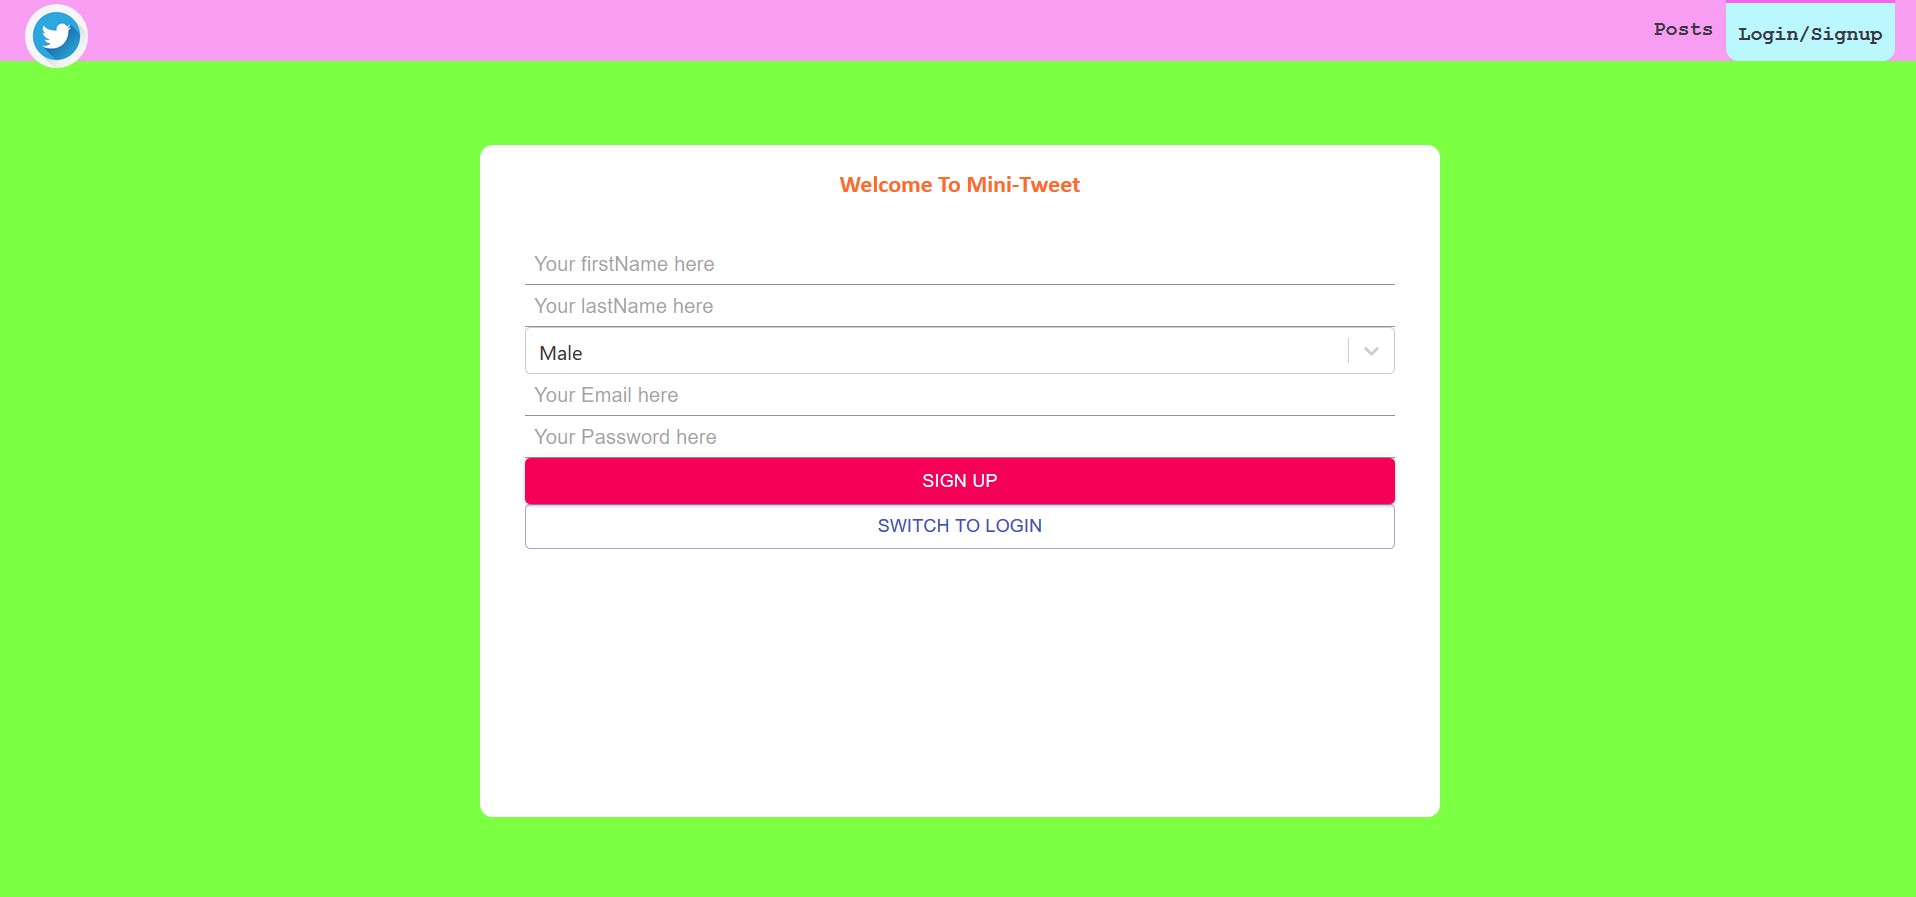 Posts
Login/Signup
Welcome To Mini-Tweet
Your firstName here
Your lastName here
Male
Your Email here
Your Password here
SIGN UP
SWITCH TO LOGIN